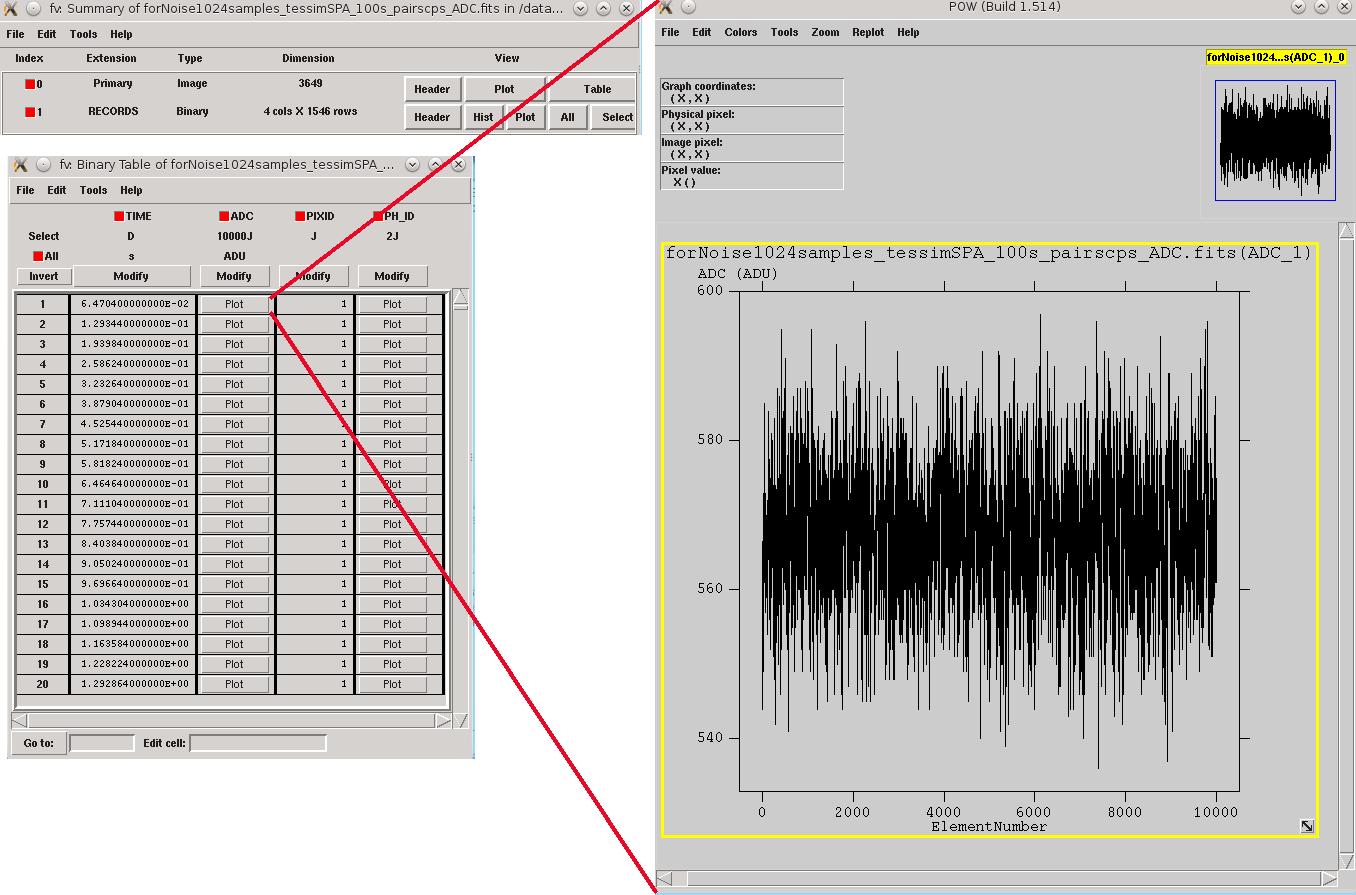 fv: Summary of forNoise1024samples_tessimSPA_100s_pairscps_ADC.fits in /data...
File Edit Tools Help
Index Extension Type Dimension View
0 Primary Image 3649 Header Plot Table
1 RECORDS Binary 4 cols X 1546 rows Header Hist Plot All Select
fv: Binary Table of forNoise1024samples_tessimSPA_...
File Edit Tools Help
TIME ADC PIXID PH_ID
Select D 10000J J 2J
All s ADU
Invert Modify Modify Modify Modify
1 6.470400000000E-02 Plot 1 Plot
2 1.293440000000E-01 Plot 1 Plot
3 1.939840000000E-01 Plot 1 Plot
4 2.586240000000E-01 Plot 1 Plot
5 3.232640000000E-01 Plot 1 Plot
6 3.879040000000E-01 Plot 1 Plot
7 4.525440000000E-01 Plot 1 Plot
8 5.171840000000E-01 Plot 1 Plot
9 5.818240000000E-01 Plot 1 Plot
10 6.464640000000E-01 Plot 1 Plot
11 7.111040000000E-01 Plot 1 Plot
12 7.757440000000E-01 Plot 1 Plot
13 8.403840000000E-01 Plot 1 Plot
14 9.050240000000E-01 Plot 1 Plot
15 9.696640000000E-01 Plot 1 Plot
16 1.034304000000E+00 Plot 1 Plot
17 1.098944000000E+00 Plot 1 Plot
18 1.163584000000E+00 Plot 1 Plot
19 1.228224000000E+00 Plot 1 Plot
20 1.292864000000E+00 Plot 1 Plot
Go to: Edit cell:
POW (Build 1.514)
File Edit Colors Tools Zoom Replot Help
forNoise1024...s(ADC_1)_0
Graph coordinates:
(X,X)
Physical pixel:
(X,X)
Image pixel:
(X,X)
Pixel value:
X()
forNoise1024samples_tessimSPA_100s_pairscps_ADC.fits(ADC_1)
ADC (ADU)
600
580
560
540
0 2000 4000 6000 8000 10000
ElementNumber